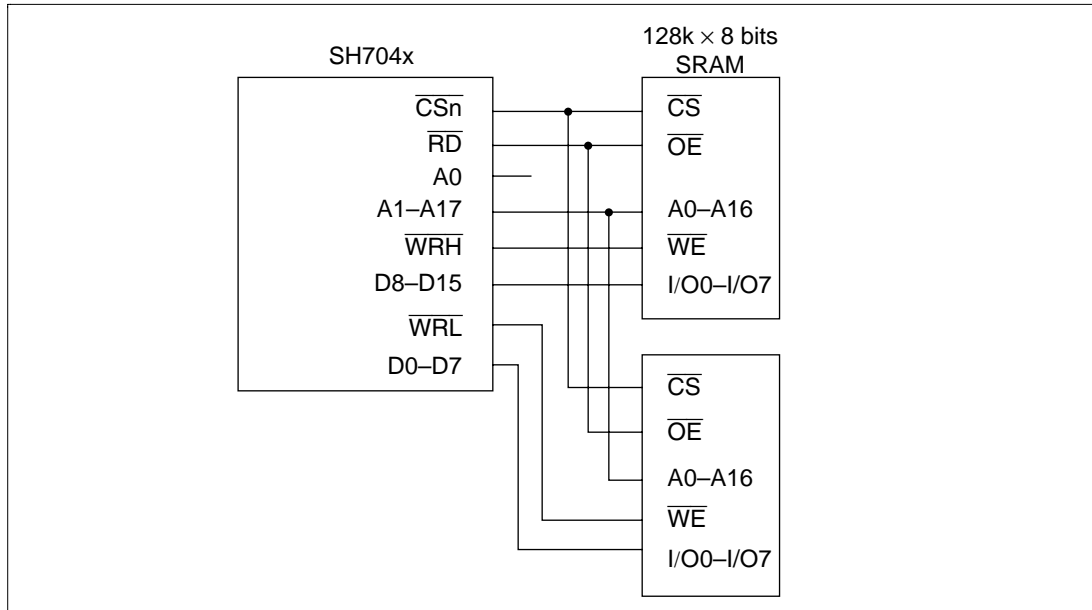 SH704x
CSn
RD
A0
A1–A17
WRH
D8–D15
WRL
D0–D7
128k × 8 bits
SRAM
CS
OE
A0–A16
WE
I/O0–I/O7
CS
OE
A0–A16
WE
I/O0–I/O7